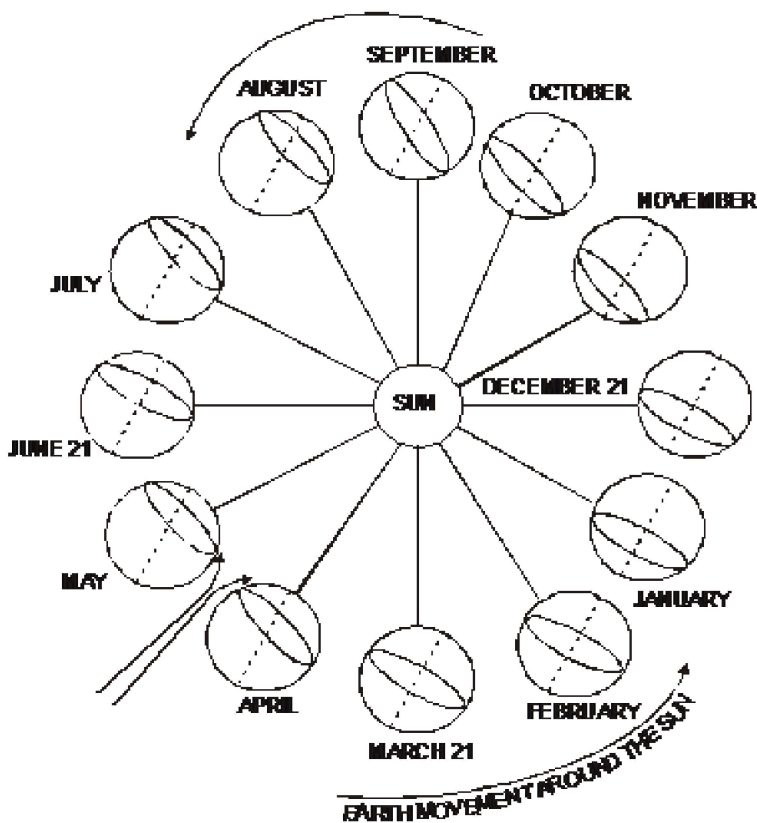 SEPTEMBER
AUGUST
OCTOBER
NOVEMBER
JULY
SUN
DECEMBER 21
JUNE 21
MAY
JANUARY
APRIL
FEBRUARY
MARCH 21
EARTH MOVEMENT AROUND THE SUN